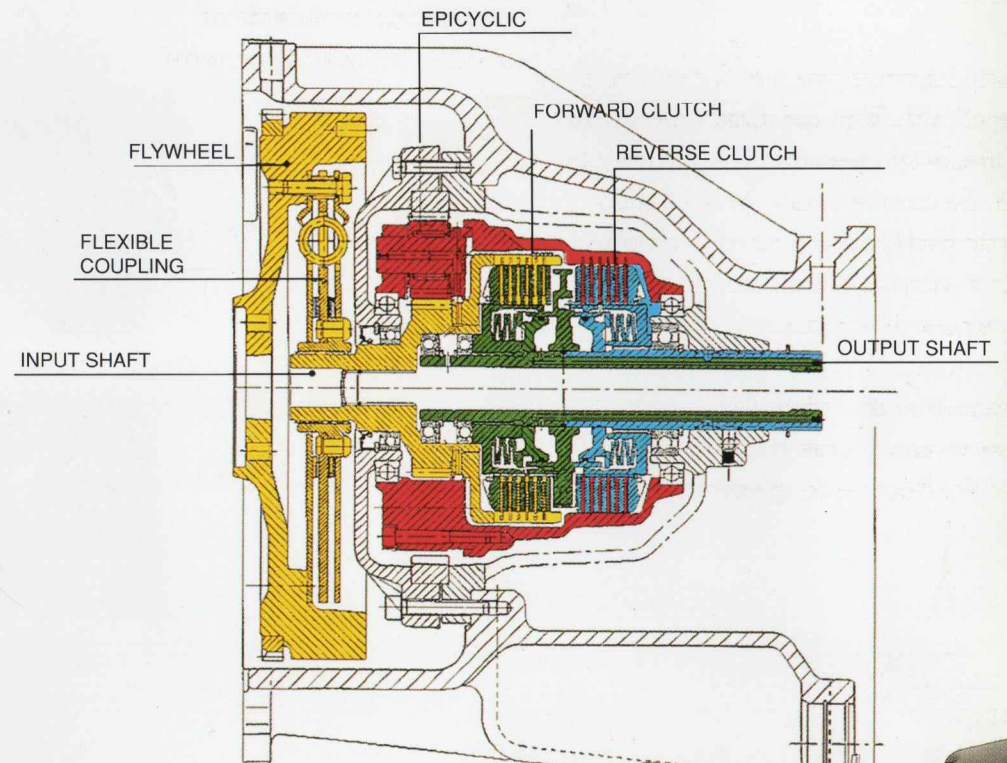 EPICYCLIC
FORWARD CLUTCH
FLYWHEEL
REVERSE CLUTCH
FLEXIBLE
COUPLING
INPUT SHAFT
OUTPUT SHAFT